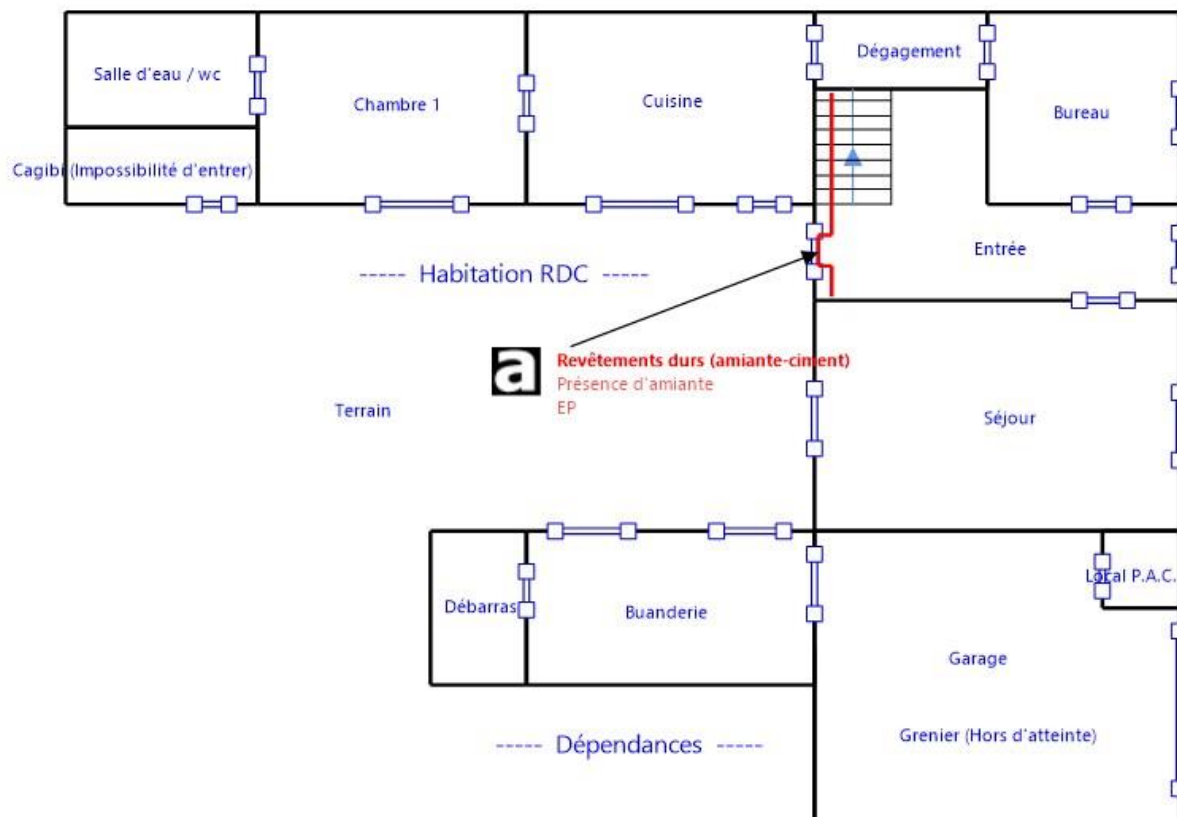 Dégagement
Salle d'eau / wc
Chambre 1
Cuisine
Bureau
Cagibi (Impossibilité d'entrer)
Entrée
----- Habitation RDC -----
a
Revêtements durs (amiante-ciment)
Présence d'amiante
EP
Terrain
Séjour
Local P.A.C.
Débarras
Buanderie
Garage
Grenier (Hors d'atteinte)
----- Dépendances -----